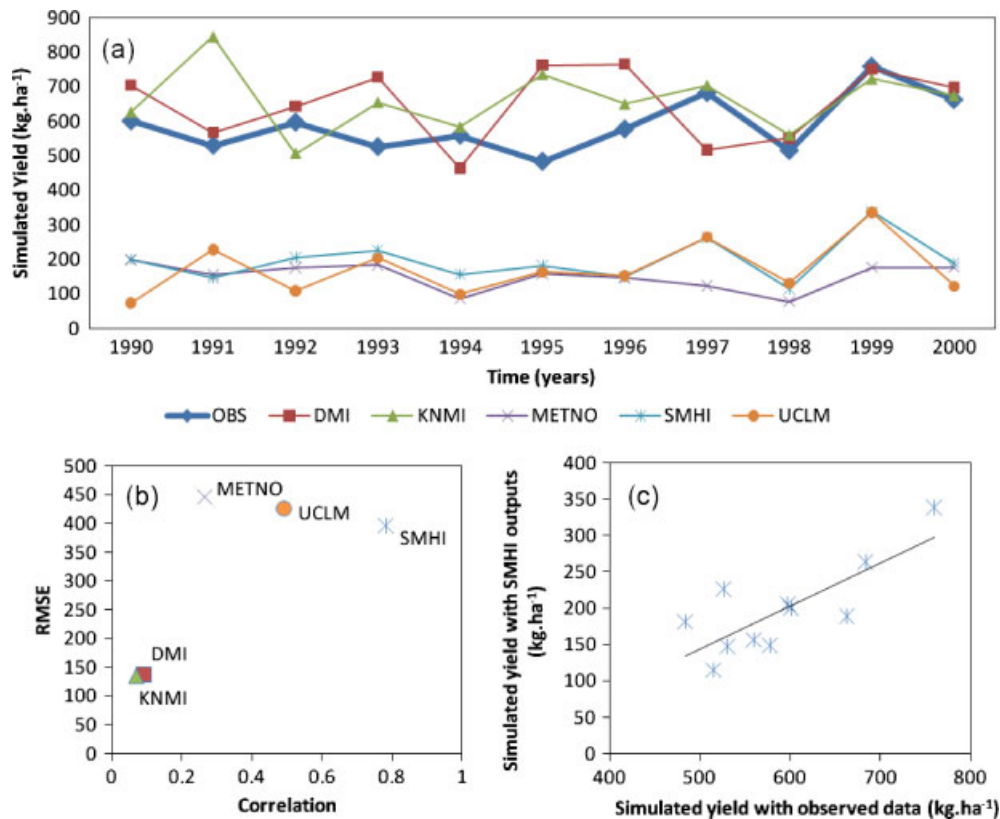 (a)
Simulated Yield (kg.ha⁻¹)
900
800
700
600
500
400
300
200
100
0
1990 1991 1992 1993 1994 1995 1996 1997 1998 1999 2000
Time (years)
OBS DMI KNMI METNO SMHI UCLM
(b)
RMSE
500
450
400
350
300
250
200
150
100
50
0
METNO
UCLM
SMHI
DMI
KNMI
0 0.2 0.4 0.6 0.8 1
Correlation
(c)
Simulated yield with SMHI outputs
(kg.ha⁻¹)
400
350
300
250
200
150
100
50
0
400 500 600 700 800
Simulated yield with observed data (kg.ha⁻¹)